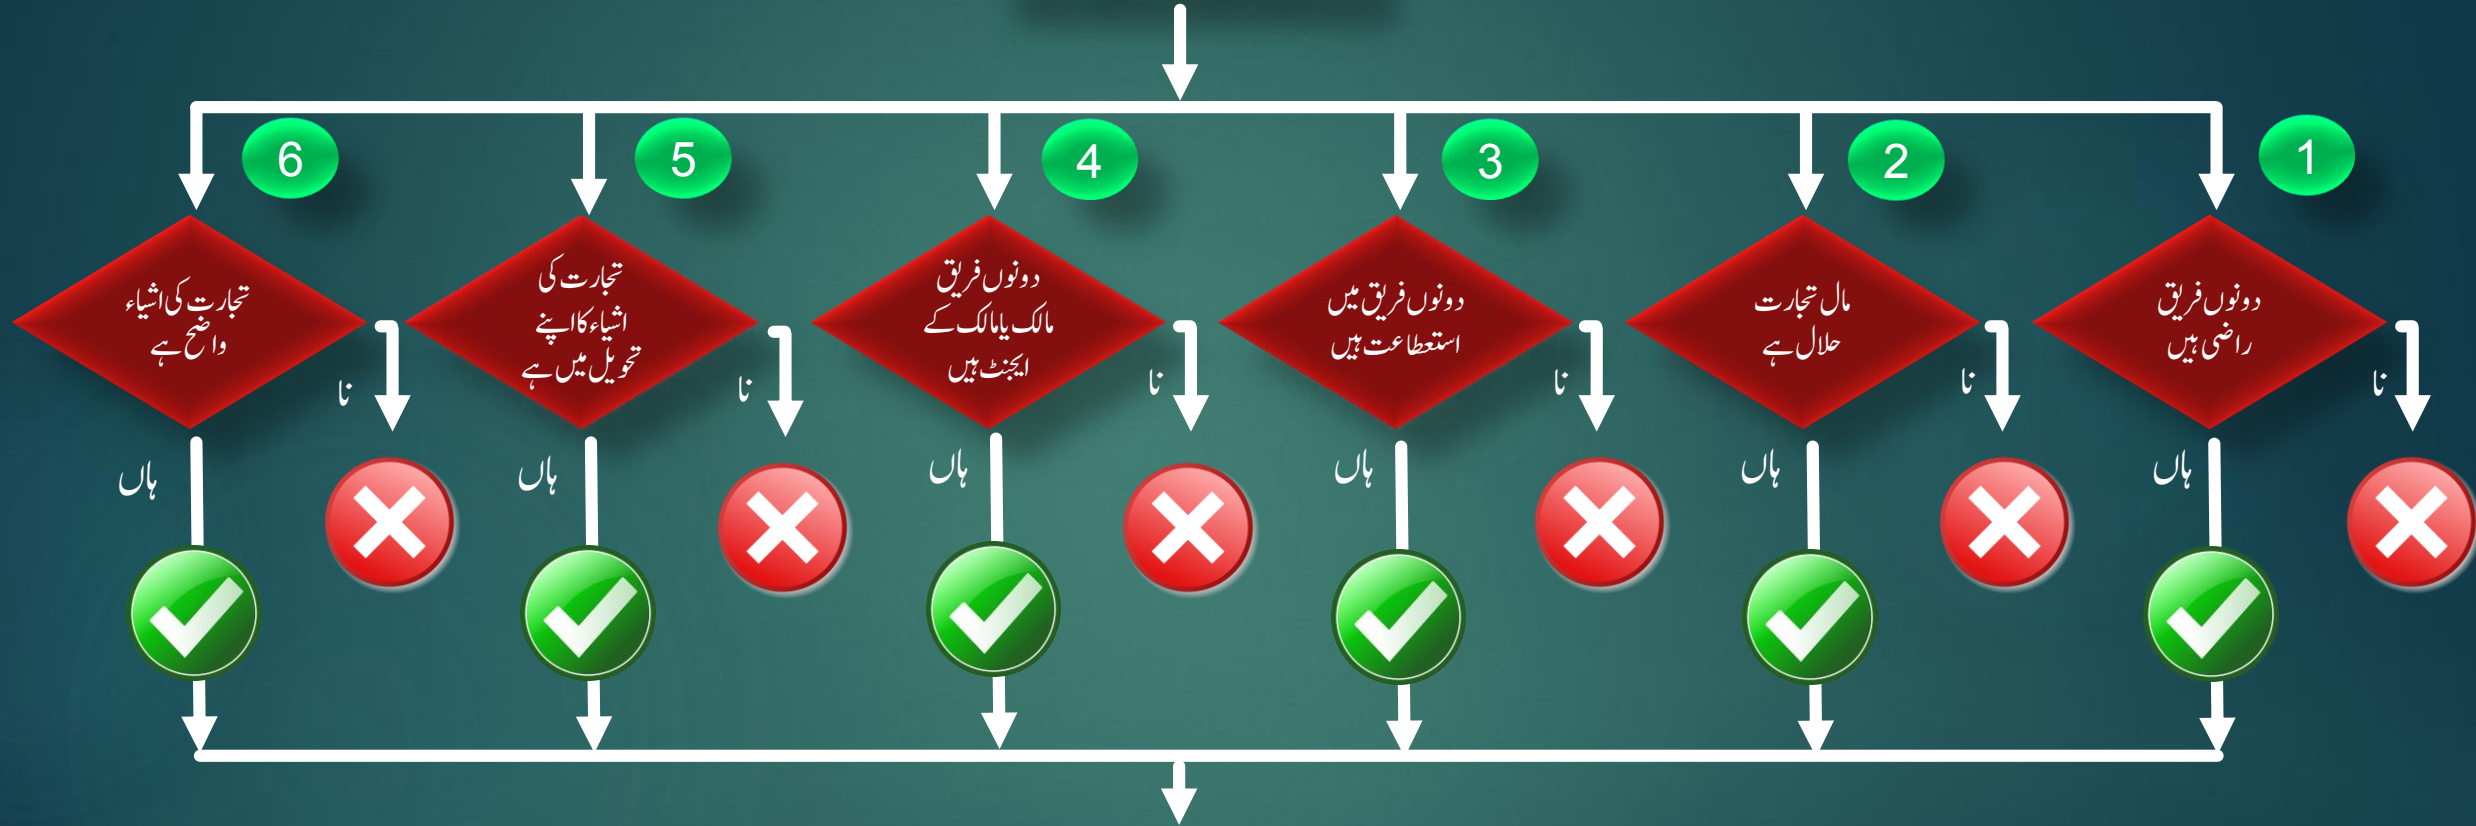 1
دونوں فریق
راضی ہیں
نا
ہاں
2
مال تجارت
حلال ہے
نا
ہاں
3
دونوں فریق میں
استعطاعت ہیں
نا
ہاں
4
دونوں فریق
مالک یا مالک کے
ایجنٹ ہیں
نا
ہاں
5
تجارت کی
اشیاء کا اپنے
تحویل میں ہے
نا
ہاں
6
تجارت کی اشیاء
واضح ہے
نا
ہاں